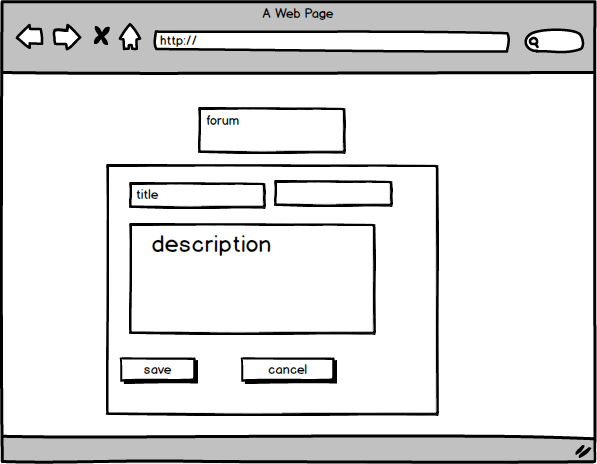 A Web Page
http://
forum
title
description
save
cancel